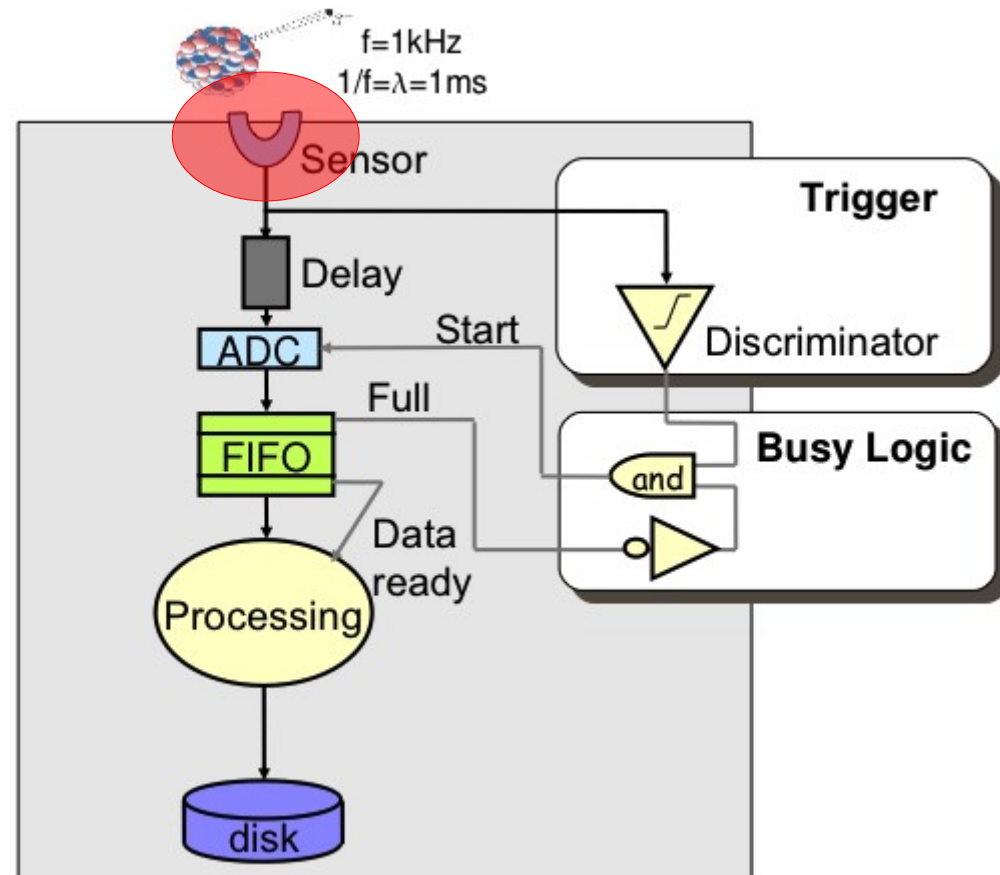 f=1kHz
1/f=λ=1ms
Sensor
Trigger
Delay
Discriminator
Start
ADC
Full
Busy Logic
FIFO
and
Data
ready
Processing
disk